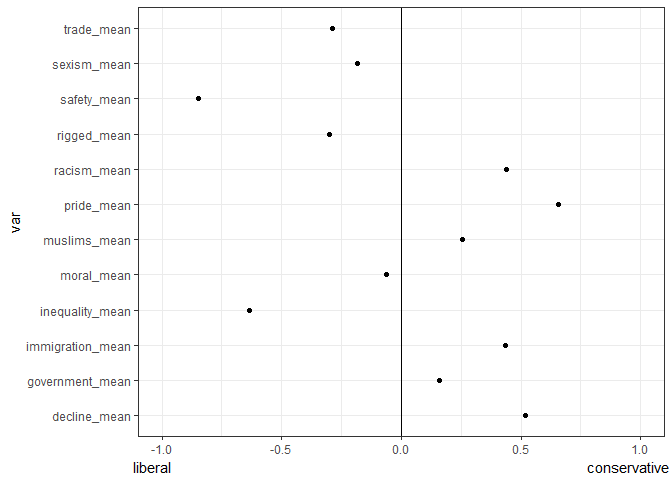 trade_mean
sexism_mean
safety_mean
rigged_mean
racism_mean
pride_mean
muslims_mean
moral_mean
inequality_mean
immigration_mean
government_mean
decline_mean
var
-1.0 -0.5 0.0 0.5 1.0
liberal conservative